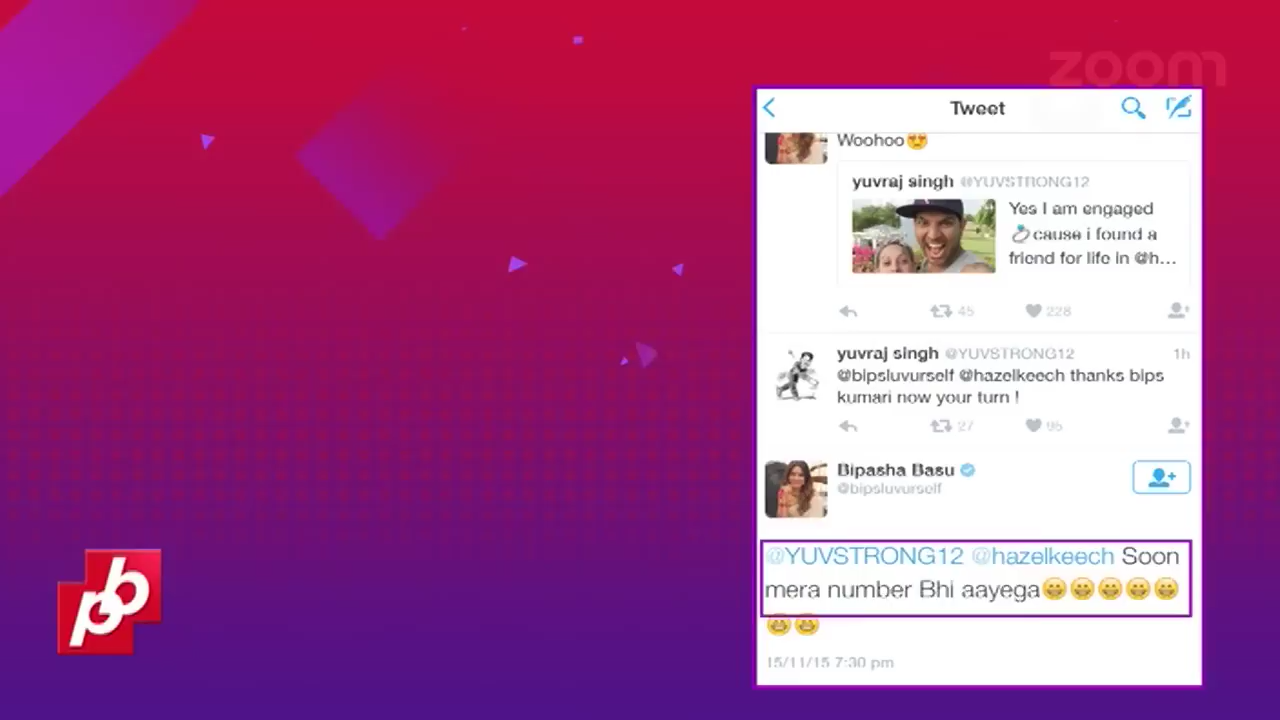 zoom
Tweet
Woohoo😍
yuvraj singh @YUVSTRONG12
Yes I am engaged
💍cause i found a
friend for life in @h...
45
228
yuvraj singh @YUVSTRONG12 1h
@bipsluvurself @hazelkeech thanks bips
kumari now your turn !
27
95
Bipasha Basu
@bipsluvurself
@YUVSTRONG12 @hazelkeech Soon
mera number Bhi aayega😀😀😀😀😀
😀😀
15/11/15 7:30 pm
pb